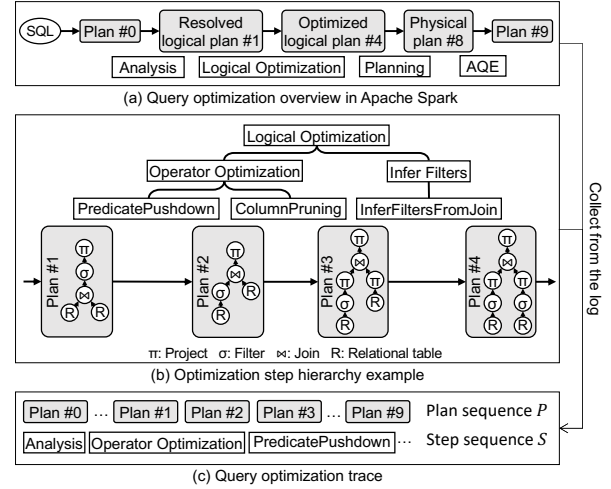 SQL Plan #0 Resolved logical plan #1 Optimized logical plan #4 Physical plan #8 Plan #9
Analysis Logical Optimization Planning AQE
(a) Query optimization overview in Apache Spark
Logical Optimization
Operator Optimization Infer Filters
PredicatePushdown ColumnPruning InferFiltersFromJoin
Plan #1
π
σ
⋈
R R
Plan #2
π
⋈
σ R
R
Plan #3
π
⋈
π π
σ R
R
Plan #4
π
⋈
π π
σ σ
R R
π: Project σ: Filter ⋈: Join R: Relational table
(b) Optimization step hierarchy example
Collect from the log
Plan #0 ... Plan #1 Plan #2 Plan #3 ... Plan #9 Plan sequence P
Analysis Operator Optimization PredicatePushdown ... Step sequence S
(c) Query optimization trace